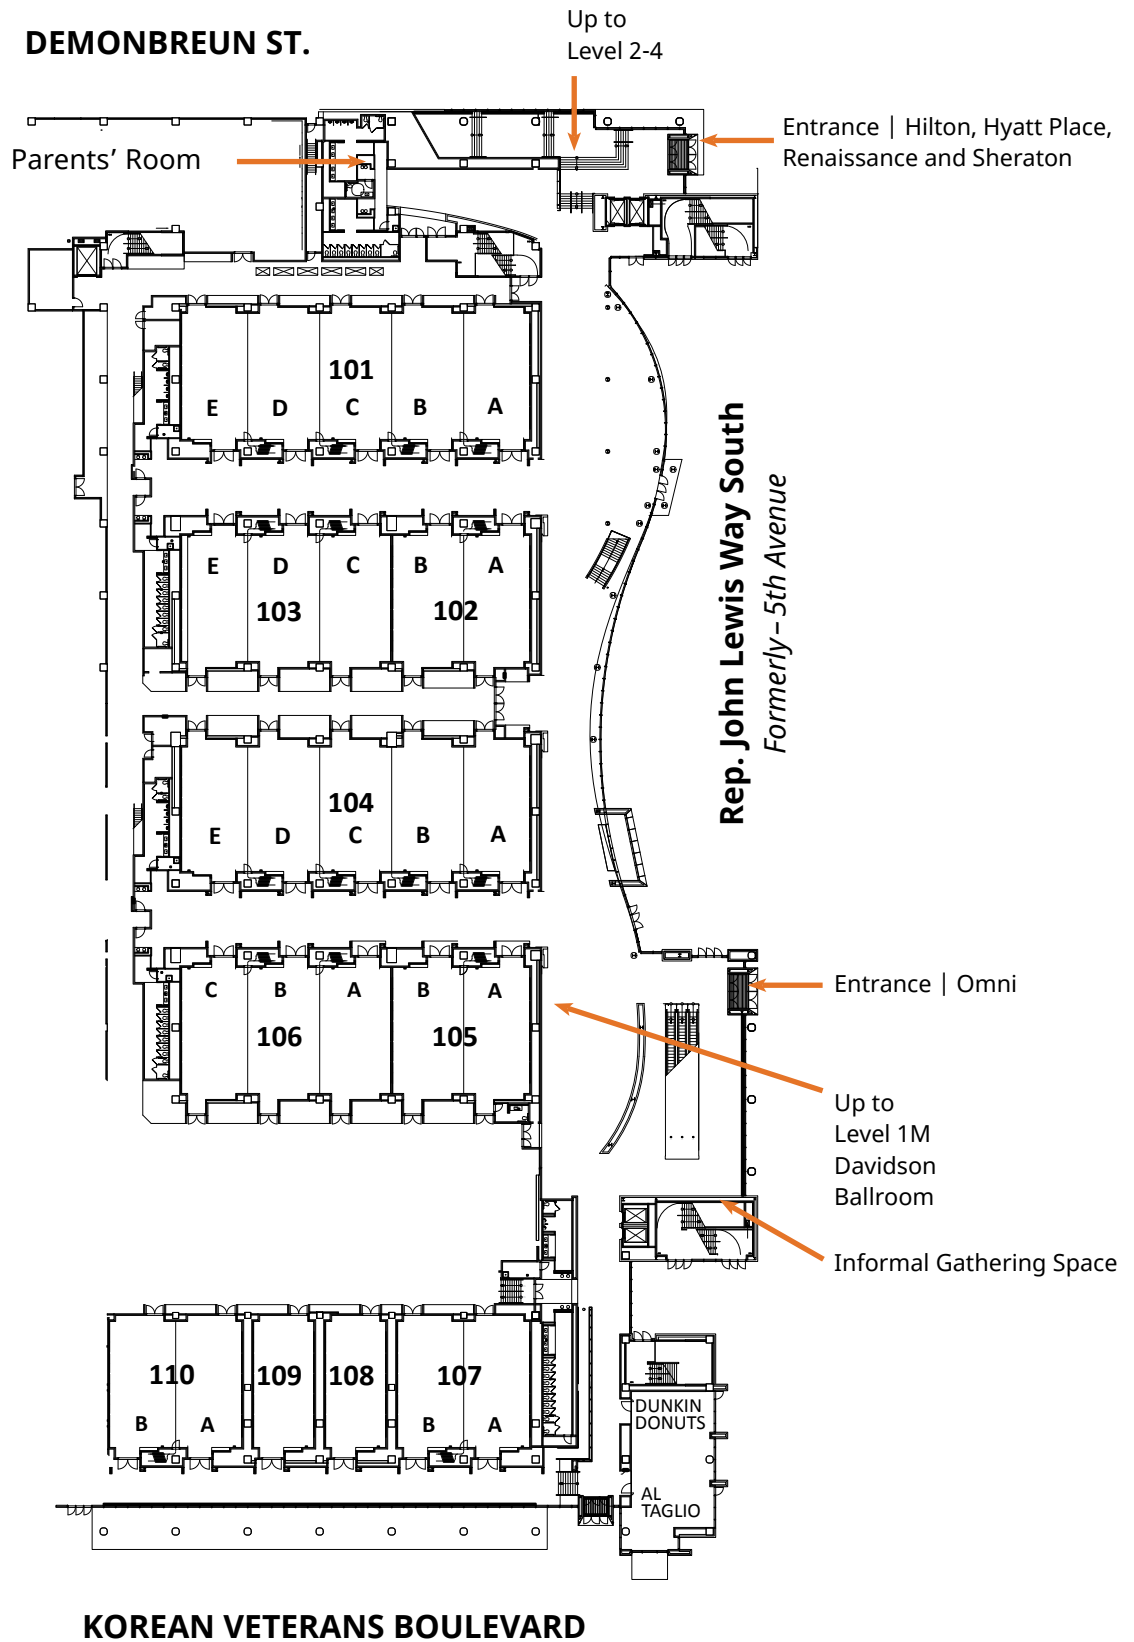 DEMONBREUN ST.
Up to
Level 2-4
Entrance | Hilton, Hyatt Place,
Renaissance and Sheraton
Parents’ Room
101
E D C B A
E D C B A
103 102
Rep. John Lewis Way South
Formerly – 5th Avenue
104
E D C B A
C B A B A
106 105
Entrance | Omni
Up to
Level 1M
Davidson
Ballroom
Informal Gathering Space
110 109 108 107
B A B A
DUNKIN
DONUTS
AL
TAGLIO
KOREAN VETERANS BOULEVARD